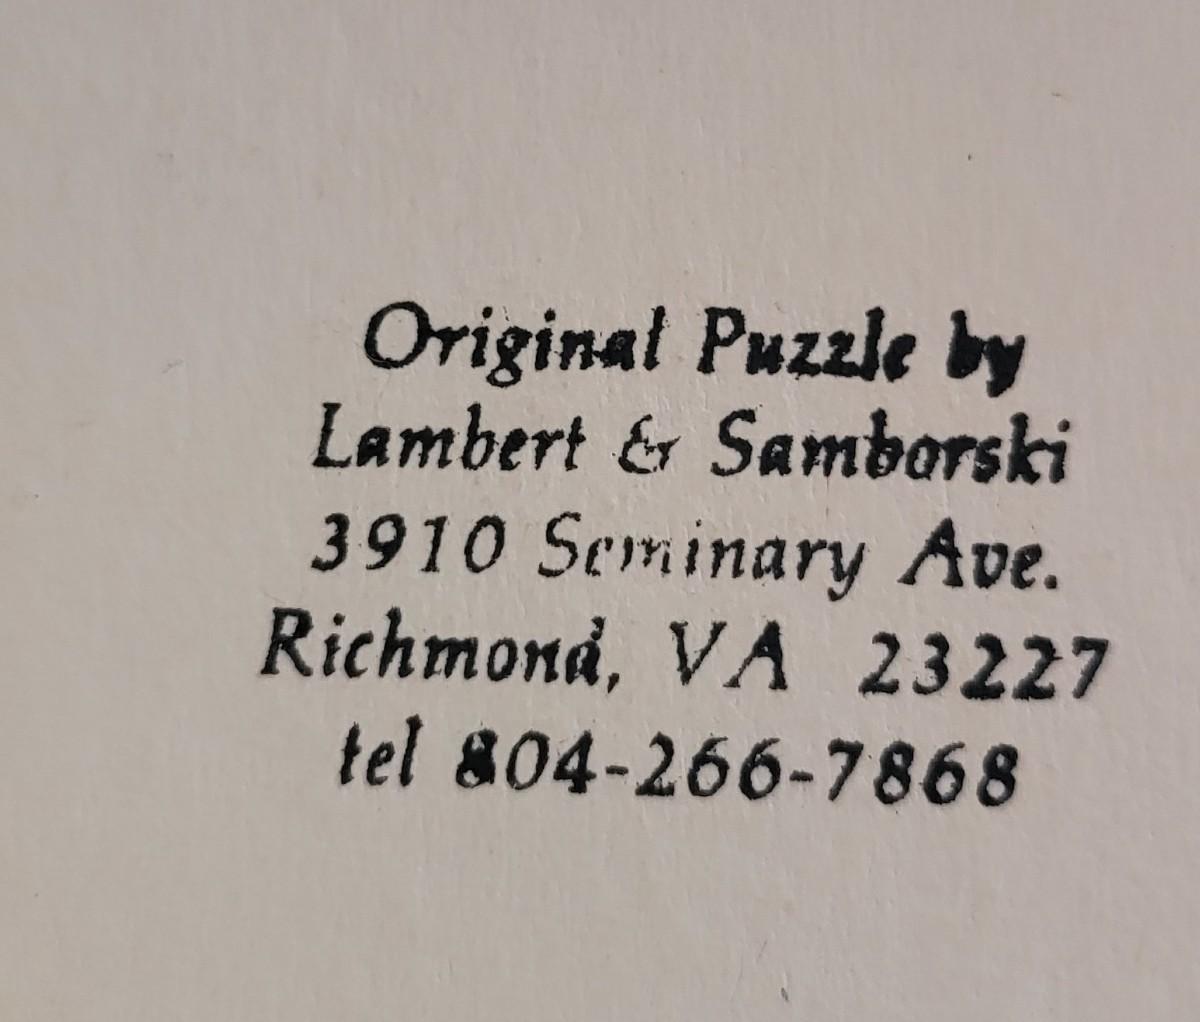 Original Puzzle by
Lambert & Samborski
3910 Seminary Ave.
Richmond, VA 23227
tel 804-266-7868